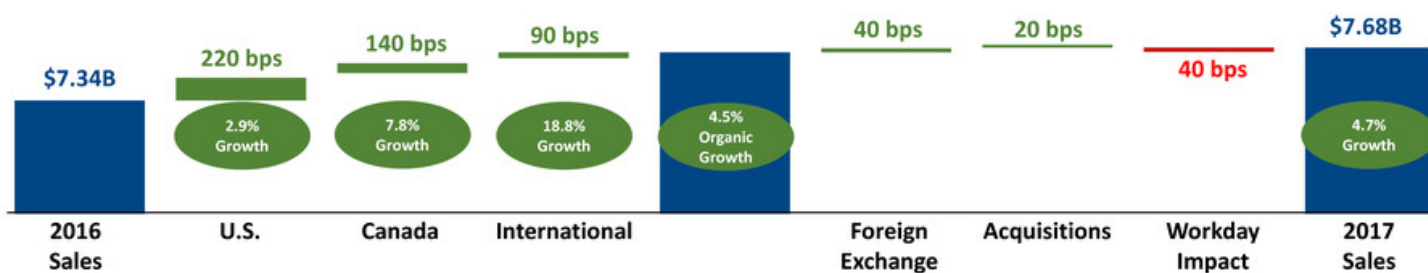 $7.34B
220 bps
140 bps
90 bps
40 bps
20 bps
40 bps
$7.68B
2.9%
Growth
7.8%
Growth
18.8%
Growth
4.5%
Organic
Growth
4.7%
Growth
2016
Sales
U.S.
Canada
International
Foreign
Exchange
Acquisitions
Workday
Impact
2017
Sales